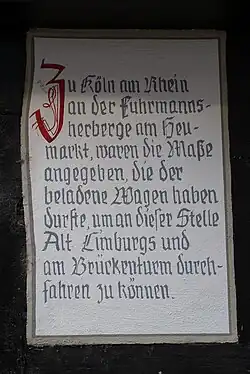 Zu Köln am Rhein
an der Fuhrmanns-
herberge am Heu-
markt, waren die Maße
angegeben, die der
beladene Wagen haben
durfte, um an dieser Stelle
Alt Limburgs und
am Brückenturm durch-
fahren zu können.